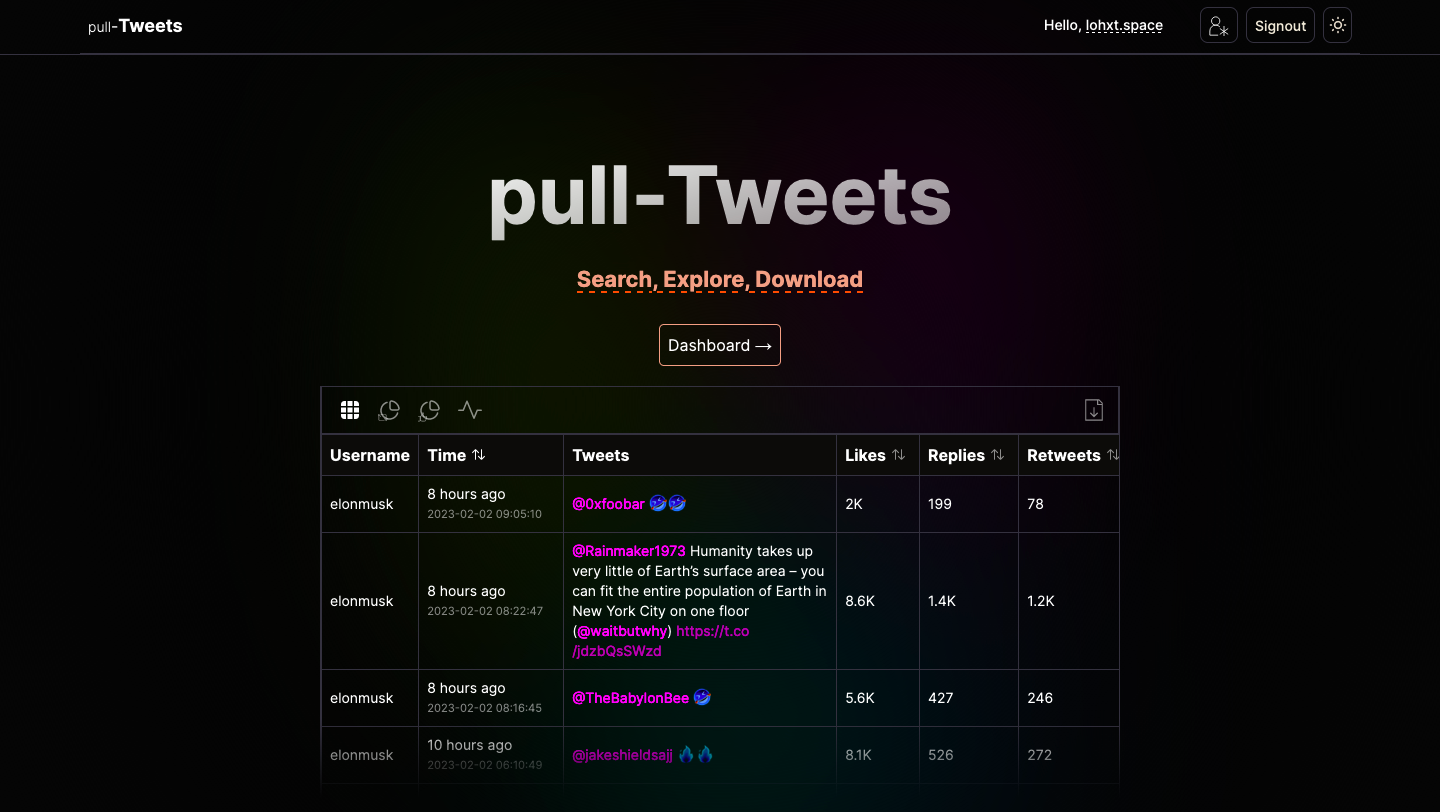 pull-Tweets
Hello, lohxt.space
Signout
pull-Tweets
Search, Explore, Download
Dashboard →
Username Time Tweets Likes Replies Retweets
elonmusk 8 hours ago @0xfoobar 2K 199 78
2023-02-02 09:05:10
@Rainmaker1973 Humanity takes up
very little of Earth’s surface area – you
elonmusk 8 hours ago can fit the entire population of Earth in 8.6K 1.4K 1.2K
2023-02-02 08:22:47 New York City on one floor
(@waitbutwhy) https://t.co
/jdzbQsSWzd
elonmusk 8 hours ago @TheBabylonBee 5.6K 427 246
2023-02-02 08:16:45
elonmusk 10 hours ago @jakeshieldsajj 8.1K 526 272
2023-02-02 06:10:49